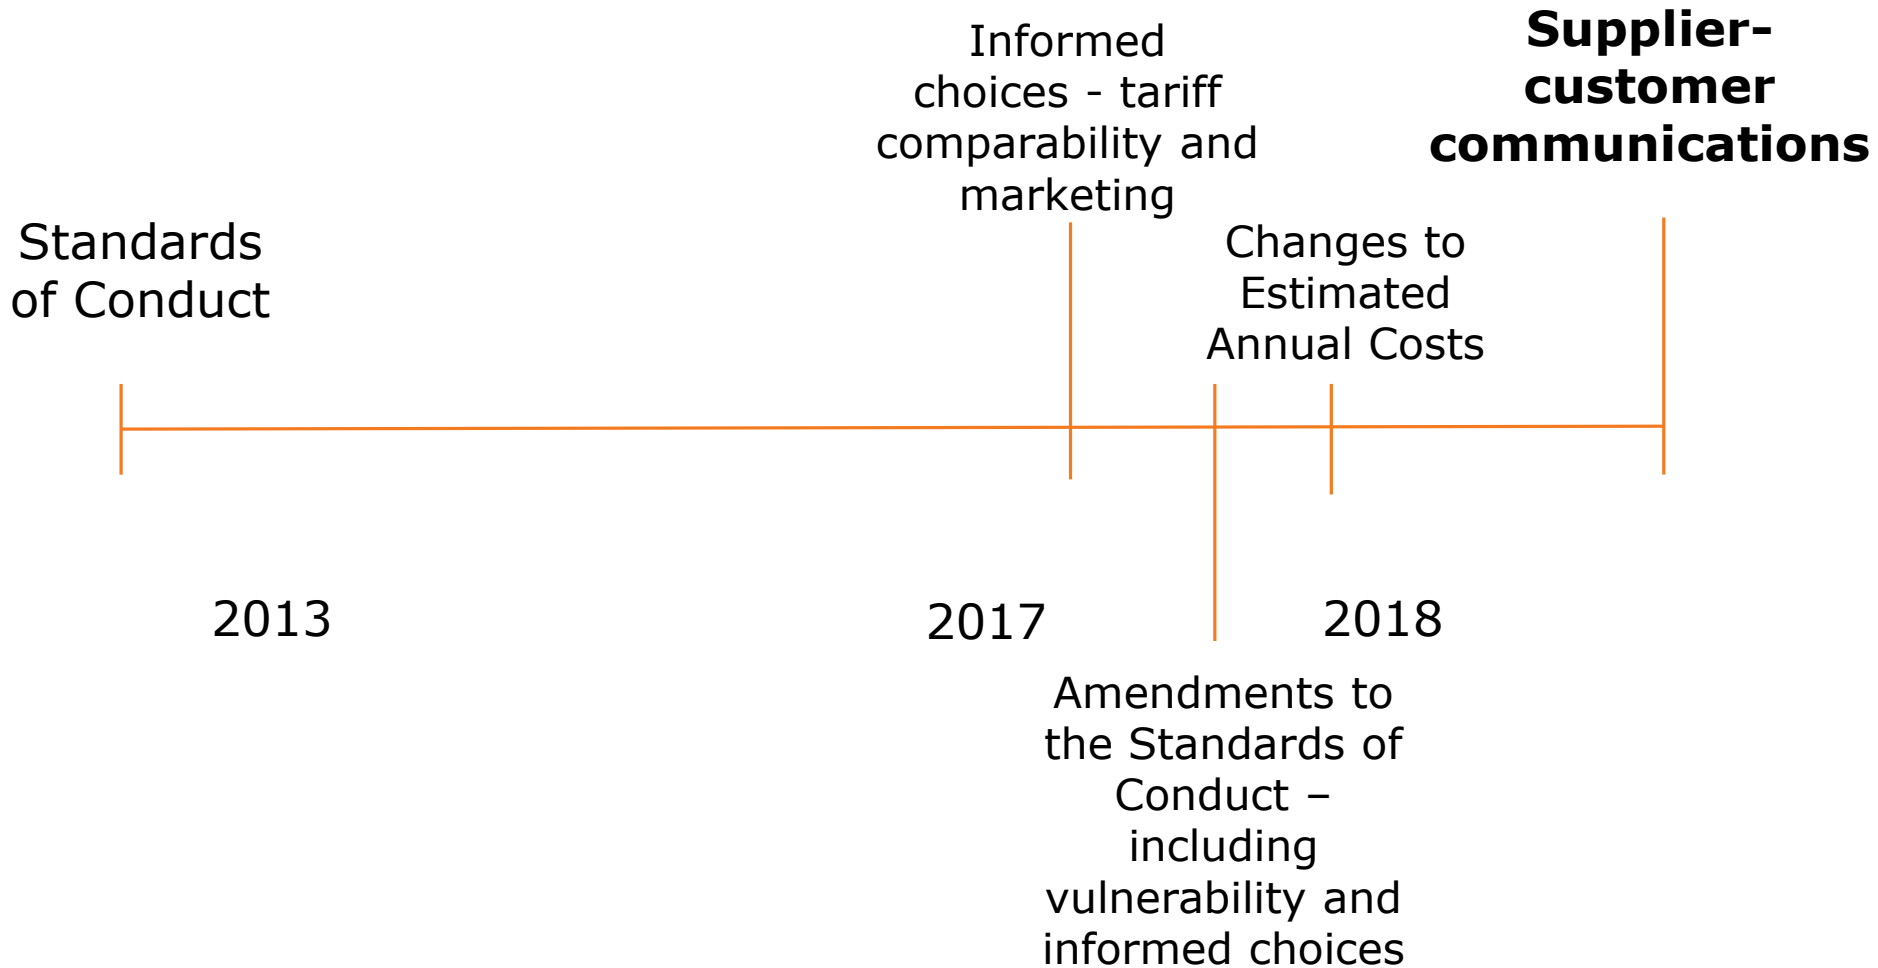 Informed
choices - tariff
comparability and
marketing
Supplier-
customer
communications
Standards
of Conduct
Changes to
Estimated
Annual Costs
2013
2017
2018
Amendments to
the Standards of
Conduct –
including
vulnerability and
informed choices